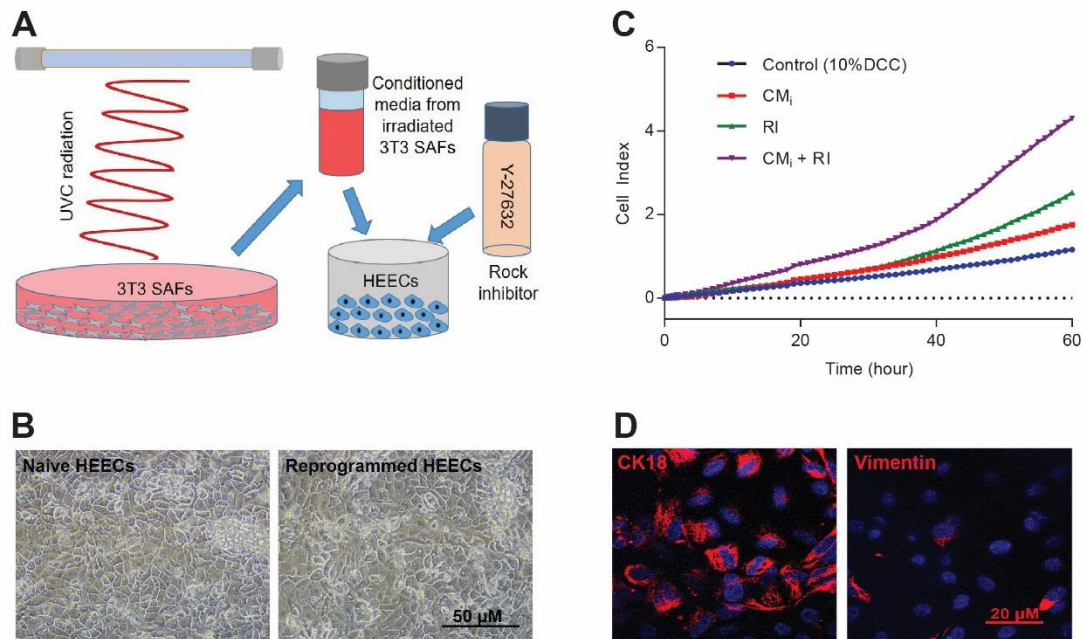 A
UVC radiation
3T3 SAFs
Conditioned
media from
irradiated
3T3 SAFs
Y-27632
HEECs
Rock
inhibitor
B
Naive HEECs
Reprogrammed HEECs
50 µM
C
6
4
2
0
Cell Index
Control (10%DCC)
CMi
RI
CMi + RI
0
20
40
60
Time (hour)
D
CK18
Vimentin
20 µM